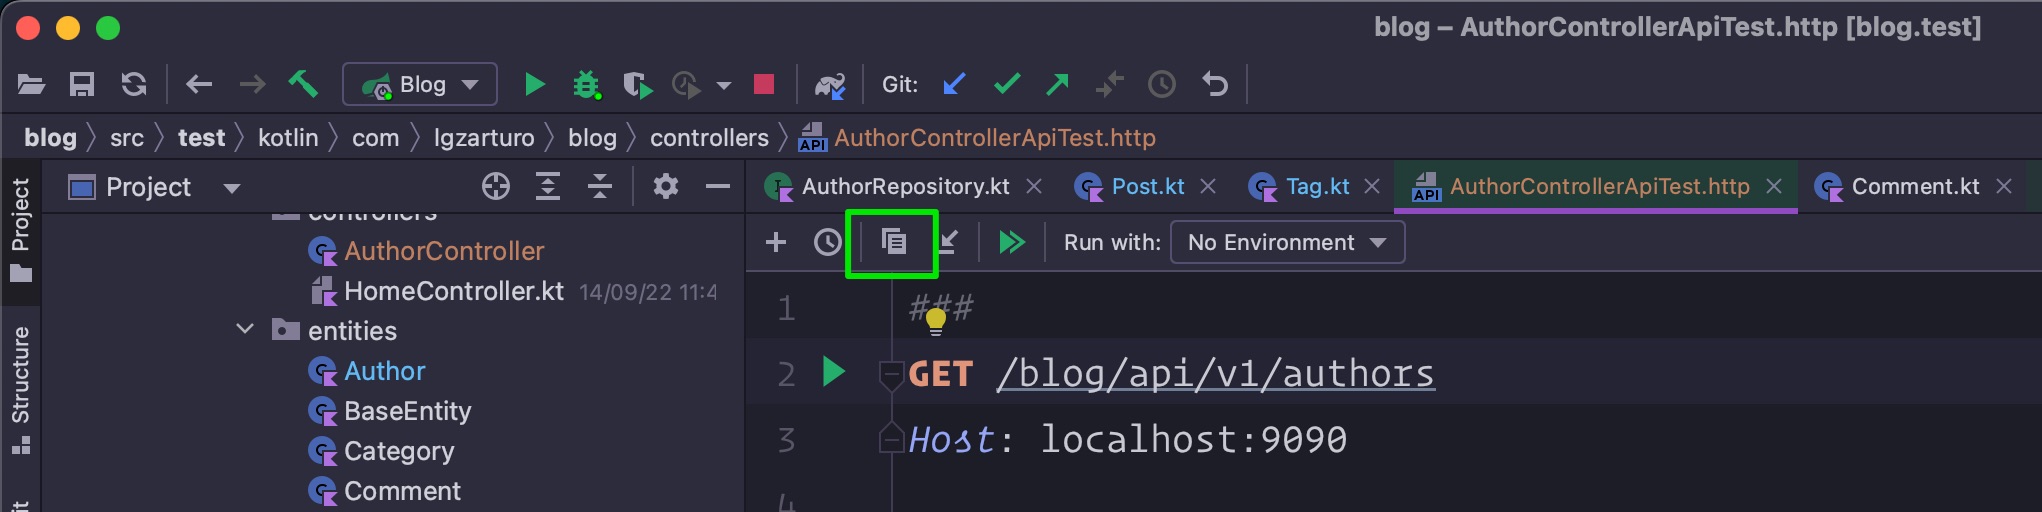 blog – AuthorControllerApiTest.http [blog.test]
Blog
Git:
blog src test kotlin com lgzarturo blog controllers API AuthorControllerApiTest.http
Project
Project
AuthorRepository.kt Post.kt Tag.kt API AuthorControllerApiTest.http Comment.kt
controllers
AuthorController
HomeController.kt 14/09/22 11:4
entities
Author
BaseEntity
Category
Comment
Structure
Run with: No Environment
1 ###
2 GET /blog/api/v1/authors
3 Host: localhost:9090
4